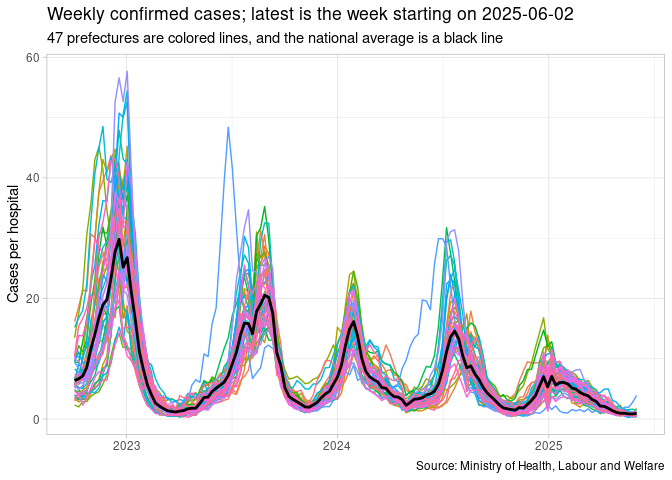 Weekly confirmed cases; latest is the week starting on 2025-06-02
47 prefectures are colored lines, and the national average is a black line
60
40
20
0
Cases per hospital
2023 2024 2025
Source: Ministry of Health, Labour and Welfare